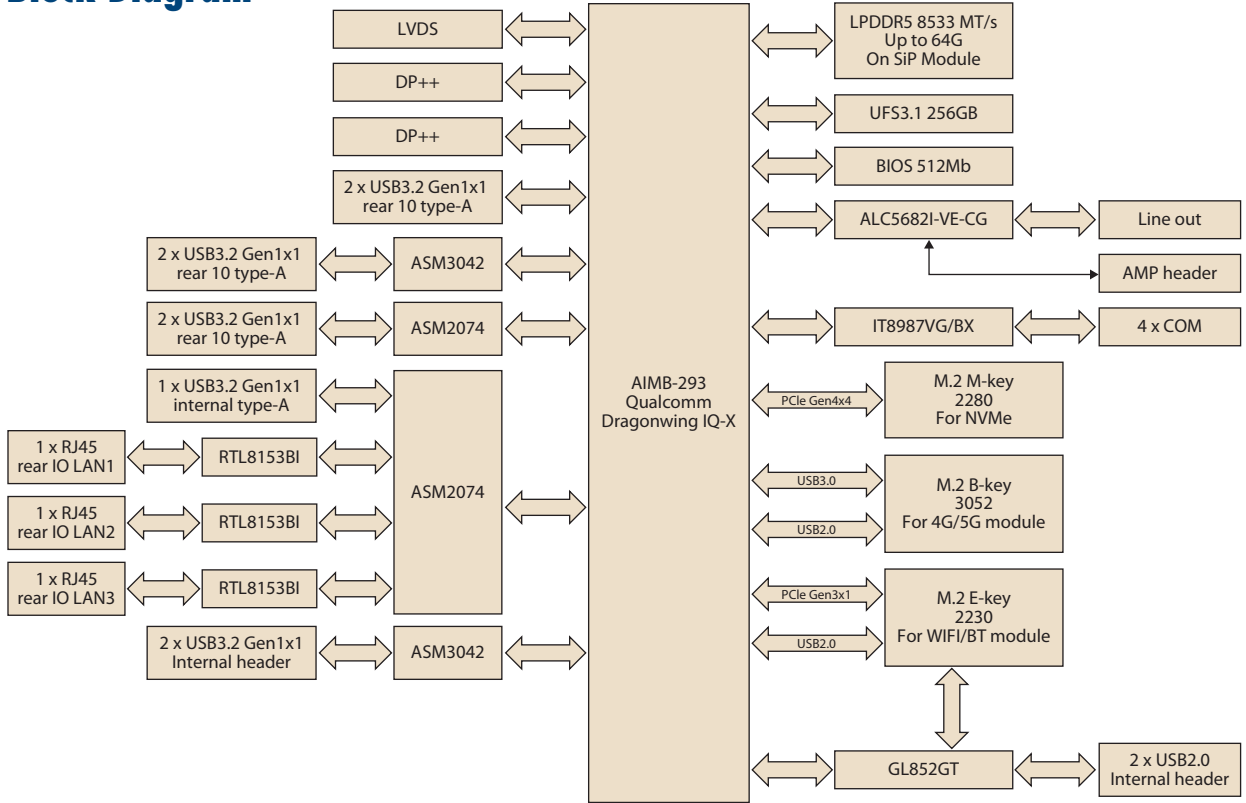 Block Diagram
LVDS
DP++
DP++
2 x USB3.2 Gen1x1
rear 10 type-A
2 x USB3.2 Gen1x1
rear 10 type-A
ASM3042
2 x USB3.2 Gen1x1
rear 10 type-A
ASM2074
1 x USB3.2 Gen1x1
internal type-A
1 x RJ45
rear IO LAN1
RTL8153BI
1 x RJ45
rear IO LAN2
RTL8153BI
1 x RJ45
rear IO LAN3
RTL8153BI
ASM2074
2 x USB3.2 Gen1x1
Internal header
ASM3042
AIMB-293
Qualcomm
Dragonwing IQ-X
LPDDR5 8533 MT/s
Up to 64G
On SiP Module
UFS3.1 256GB
BIOS 512Mb
ALC5682I-VE-CG
Line out
AMP header
IT8987VG/BX
4 x COM
PCIe Gen4x4
M.2 M-key
2280
For NVMe
USB3.0
USB2.0
M.2 B-key
3052
For 4G/5G module
PCIe Gen3x1
USB2.0
M.2 E-key
2230
For WIFI/BT module
GL852GT
2 x USB2.0
Internal header